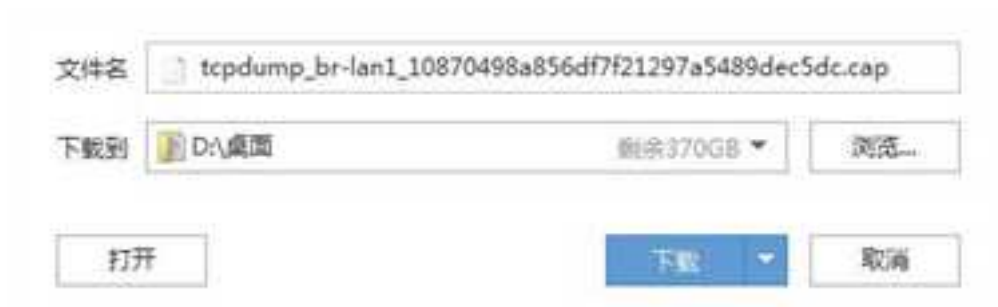 文件名 tcpdump_br-lan1_10870498a856df7f21297a5489dec5dc.cap
下载到 D:\桌面 剩余370GB 浏览...
打开 下载 取消